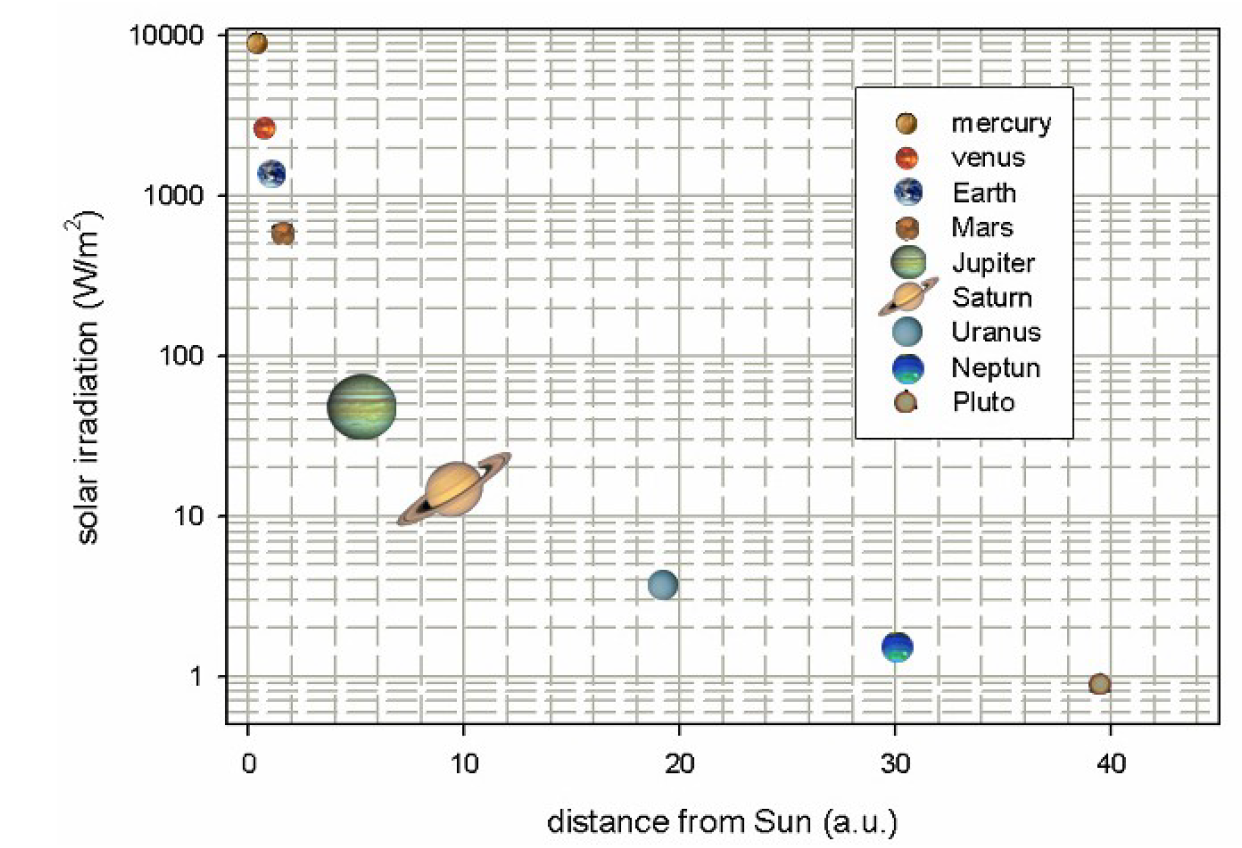 10000
1000
100
10
1
solar irradiation (W/m²)
mercury
venus
Earth
Mars
Jupiter
Saturn
Uranus
Neptun
Pluto
0 10 20 30 40
distance from Sun (a.u.)